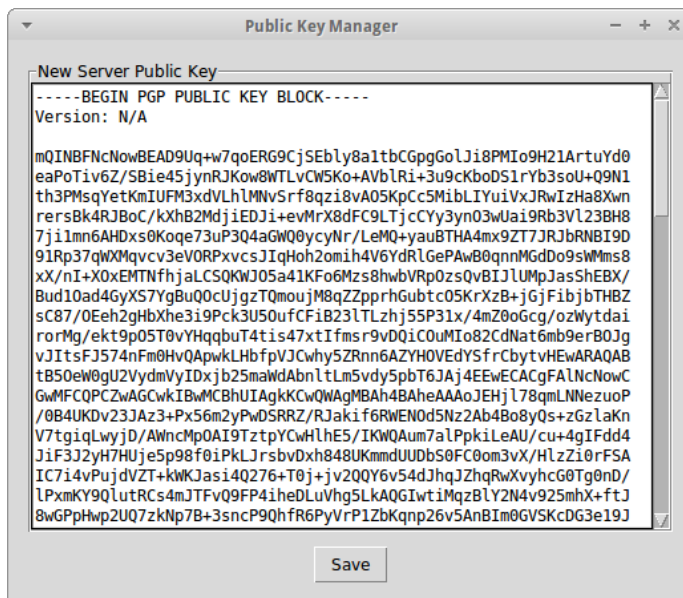 Public Key Manager
New Server Public Key
-----BEGIN PGP PUBLIC KEY BLOCK-----
Version: N/A
mQINBFNcNowBEAD9Uq+w7qoERG9CjSEbly8a1tbCGpgGolJi8PMIo9H21ArtuYd0
eaPoTiv6Z/SBie45jynRJKow8WTLvCW5Ko+AVblRi+3u9cKboDS1rYb3soU+Q9N1
th3PMsqYetKmIUFM3xdVLhlMNvSrf8qzi8vAO5KpCc5MibLIYuiVxJRwIzHa8Xwn
rersBk4RJBoC/kXhB2MdjiEDJi+evMrX8dFC9LTjcCYy3ynO3wUai9Rb3Vl23BH8
7ji1mn6AHDxs0Koqe73uP3Q4aGWQ0ycyNr/LeMQ+yauBTHA4mx9ZT7JRJbRNBI9D
91Rp37qWXMqvcv3eVORPxvcsJIqHoh2omih4V6YdRlGePAwB0qnnMGdDo9sWMms8
xX/nI+XOxEMTNfhjaLCSQKWJO5a41KFo6Mzs8hwbVRpOzsQvBIJlUMpJasShEBX/
Bud1Oad4GyXS7YgBuQOcUjgzTQmoujM8qZZpprhGubtcO5KrXzB+jGjFibjbTHBZ
sC87/OEeh2gHbXhe3i9Pck3U5OufCFiB23lTLzhj55P31x/4mZ0oGcg/ozWytdai
rorMg/ekt9pO5T0vYHqqbuT4tis47xtIfmsr9vDQiCOuMIo82CdNat6mb9erBOJg
vJItsFJ574nFm0HvQApwkLHbfpVJCwhy5ZRnn6AZYHOVEdYSfrCbytvHEwARAQAB
tB5OeW0gU2VydmVyIDxjb25maWdAbnltLm5vdy5pbT6JAj4EEwECACgFAlNcNowC
GwMFCQPCZwAGCwkIBwMCBhUIAgkKCwQWAgMBAh4BAheAAAoJEHjl78qmLNNezuoP
/0B4UKDv23JAz3+Px56m2yPwDSRRZ/RJakif6RWENOd5Nz2Ab4Bo8yQs+zGzlaKn
V7tgiqLwyjD/AWncMpOAI9TztpYCwHlhE5/IKWQAum7alPpkiLeAU/cu+4gIFdd4
JiF3J2yH7HUje5p98f0iPkLJrsbvDxh848UKmmdUUDbS0FC0om3vX/HlzZi0rFSA
IC7i4vPujdVZT+kWKJasi4Q276+T0j+jv2QQY6v54dJhqJZhqRwXvyhcG0Tg0nD/
lPxmKY9QlutRCs4mJTFvQ9FP4iheDLuVhg5LkAQGIwtiMqzBlY2N4v925mhX+ftJ
8wGPpHwp2UQ7zkNp7B+3sncP9QhfR6PyVrP1ZbKqnp26v5AnBIm0GVSKcDG3e19J
Save